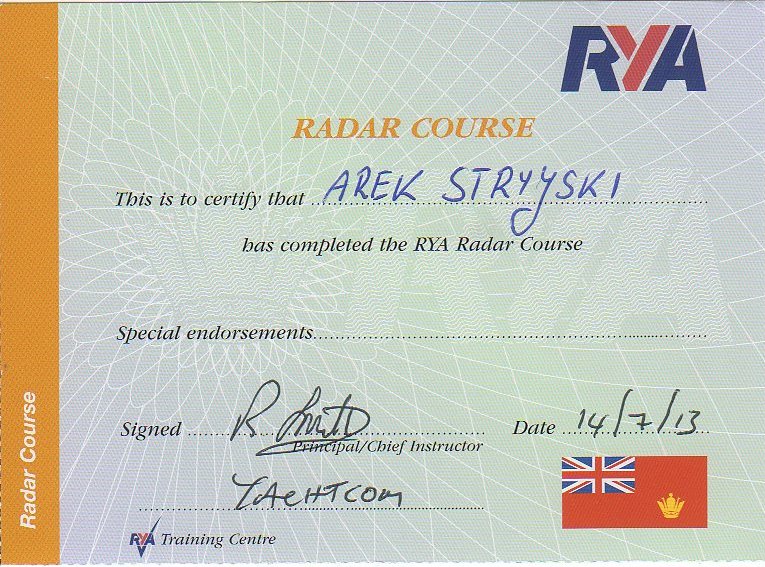 RYA
RADAR COURSE
This is to certify that AREK STRYJSKI
has completed the RYA Radar Course
Special endorsements
Signed B Smith Date 14/7/13
Principal/Chief Instructor
YACHTCOM
RYA Training Centre
Radar Course